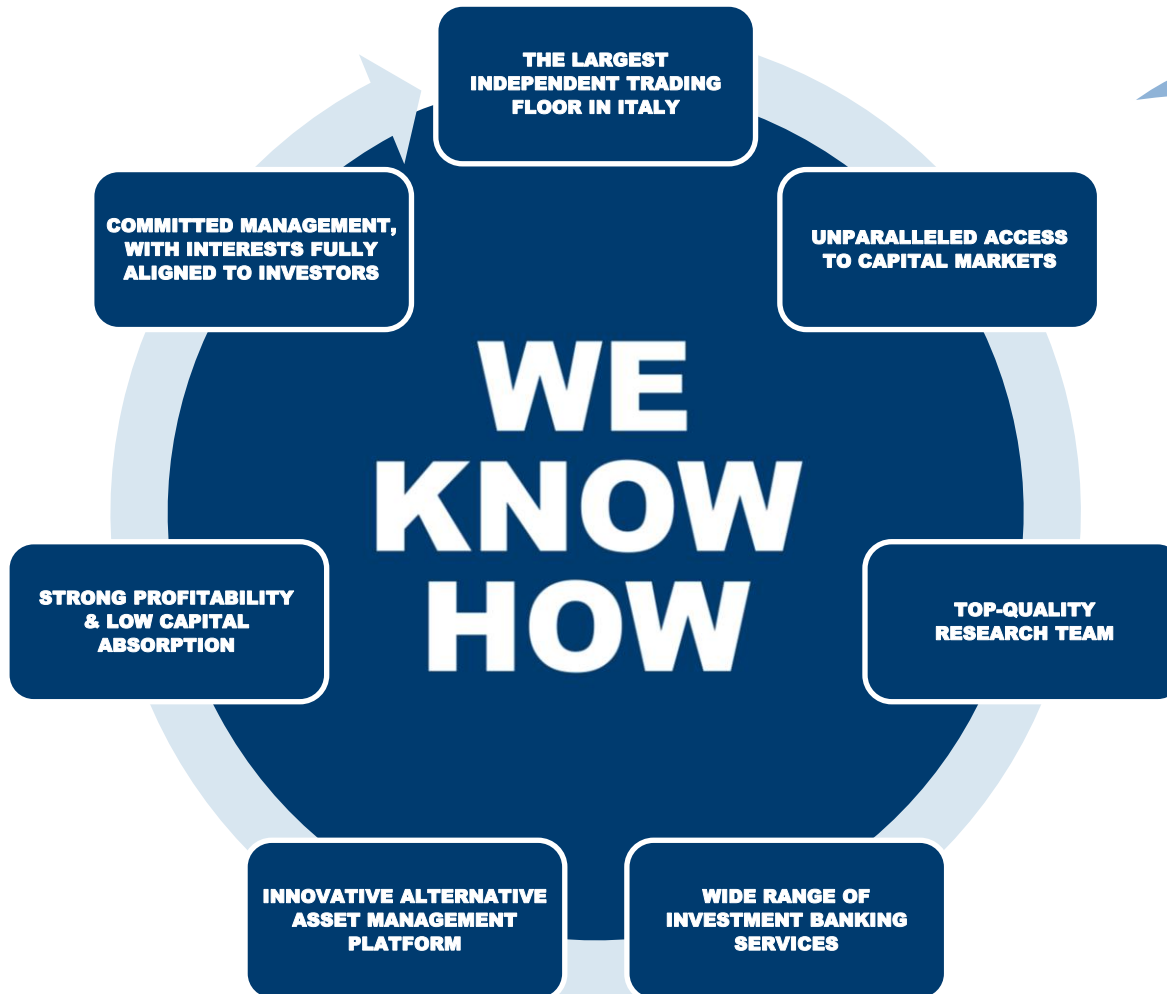 THE LARGEST
INDEPENDENT TRADING
FLOOR IN ITALY
UNPARALLELED ACCESS
TO CAPITAL MARKETS
TOP-QUALITY
RESEARCH TEAM
WIDE RANGE OF
INVESTMENT BANKING
SERVICES
INNOVATIVE ALTERNATIVE
ASSET MANAGEMENT
PLATFORM
STRONG PROFITABILITY
& LOW CAPITAL
ABSORPTION
COMMITTED MANAGEMENT,
WITH INTERESTS FULLY
ALIGNED TO INVESTORS
WE
KNOW
HOW